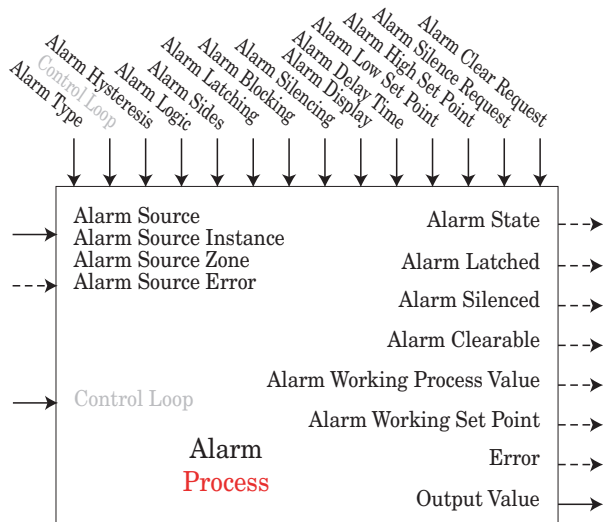 Alarm Type
Control Loop
Alarm Hysteresis
Alarm Logic
Alarm Sides
Alarm Latching
Alarm Blocking
Alarm Silencing
Alarm Display
Alarm Delay Time
Alarm Low Set Point
Alarm High Set Point
Alarm Silence Request
Alarm Clear Request
Alarm Source
Alarm Source Instance
Alarm Source Zone
Alarm Source Error
Control Loop
Alarm
Process
Alarm State
Alarm Latched
Alarm Silenced
Alarm Clearable
Alarm Working Process Value
Alarm Working Set Point
Error
Output Value